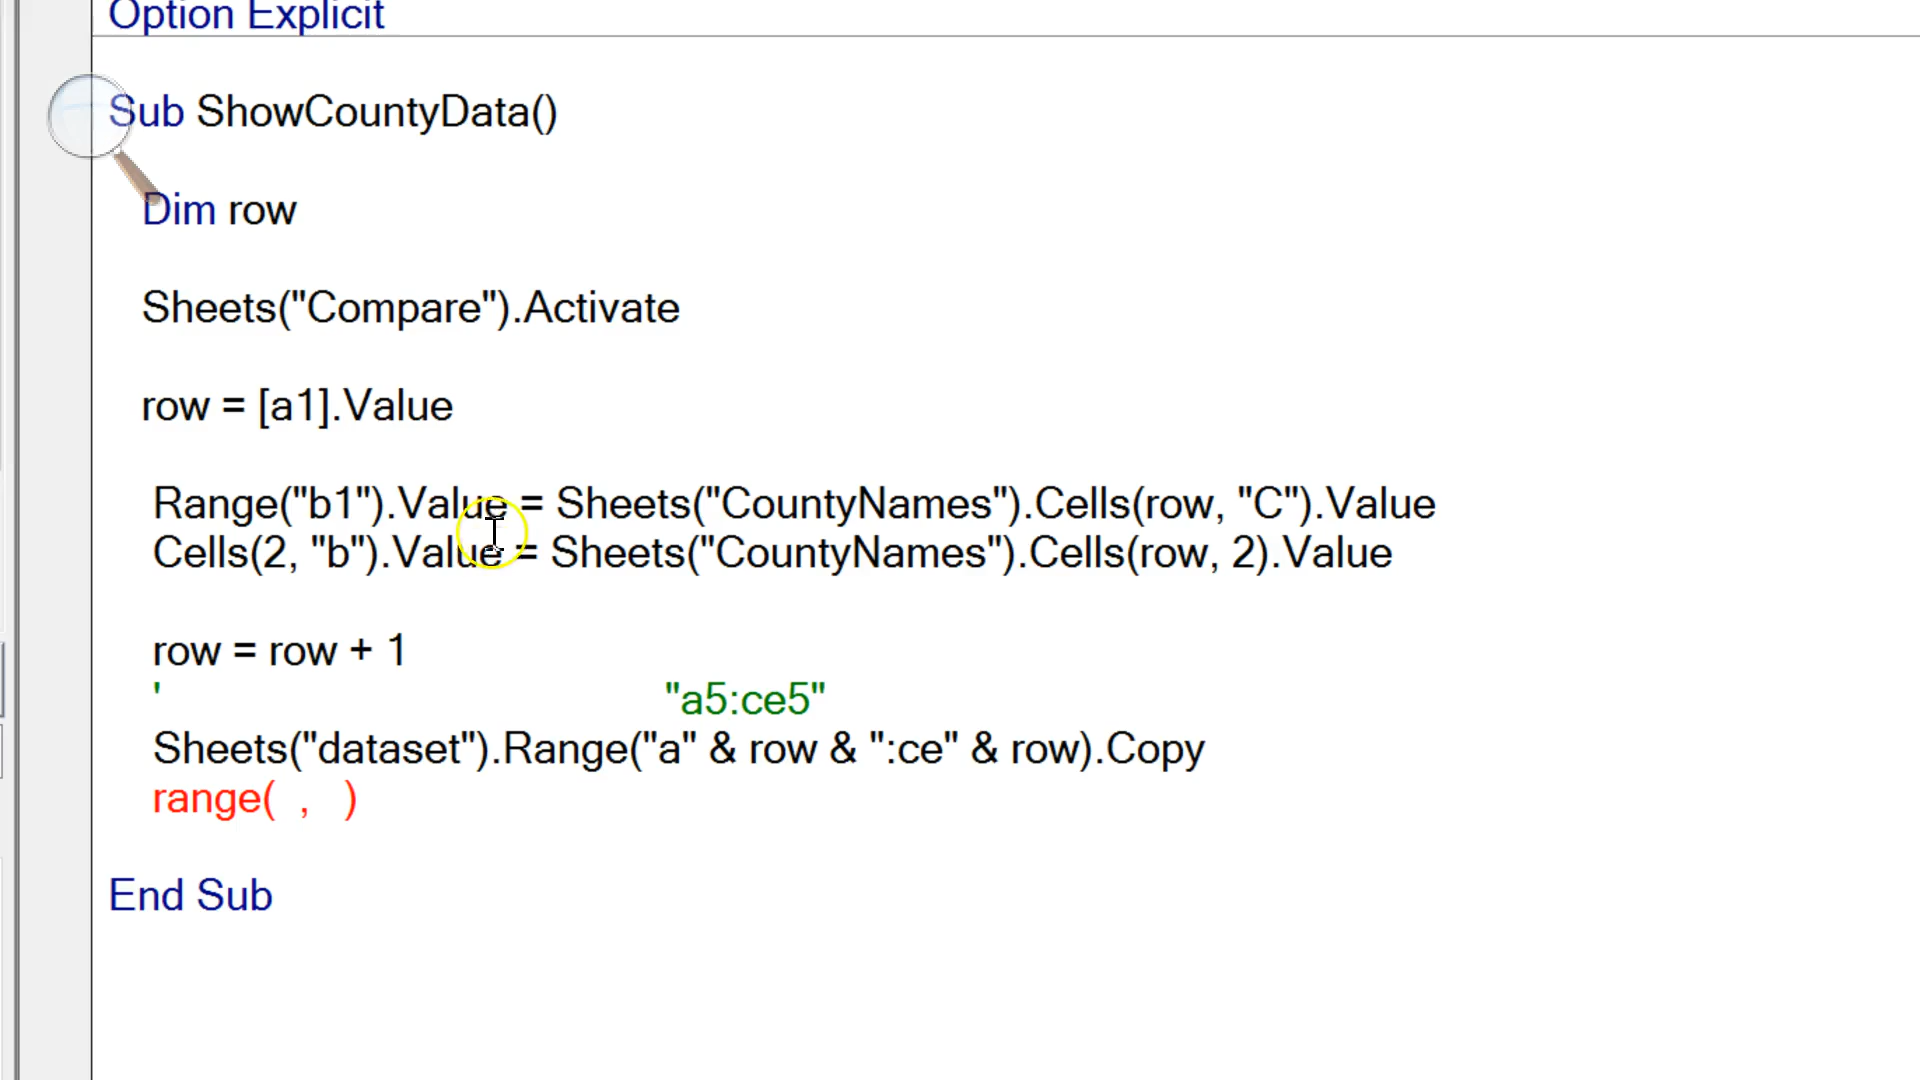 Option Explicit
Sub ShowCountyData()
Dim row
Sheets("Compare").Activate
row = [a1].Value
Range("b1").Value = Sheets("CountyNames").Cells(row, "C").Value
Cells(2, "b").Value = Sheets("CountyNames").Cells(row, 2).Value
row = row + 1
' "a5:ce5"
Sheets("dataset").Range("a" & row & ":ce" & row).Copy
range( , )
End Sub